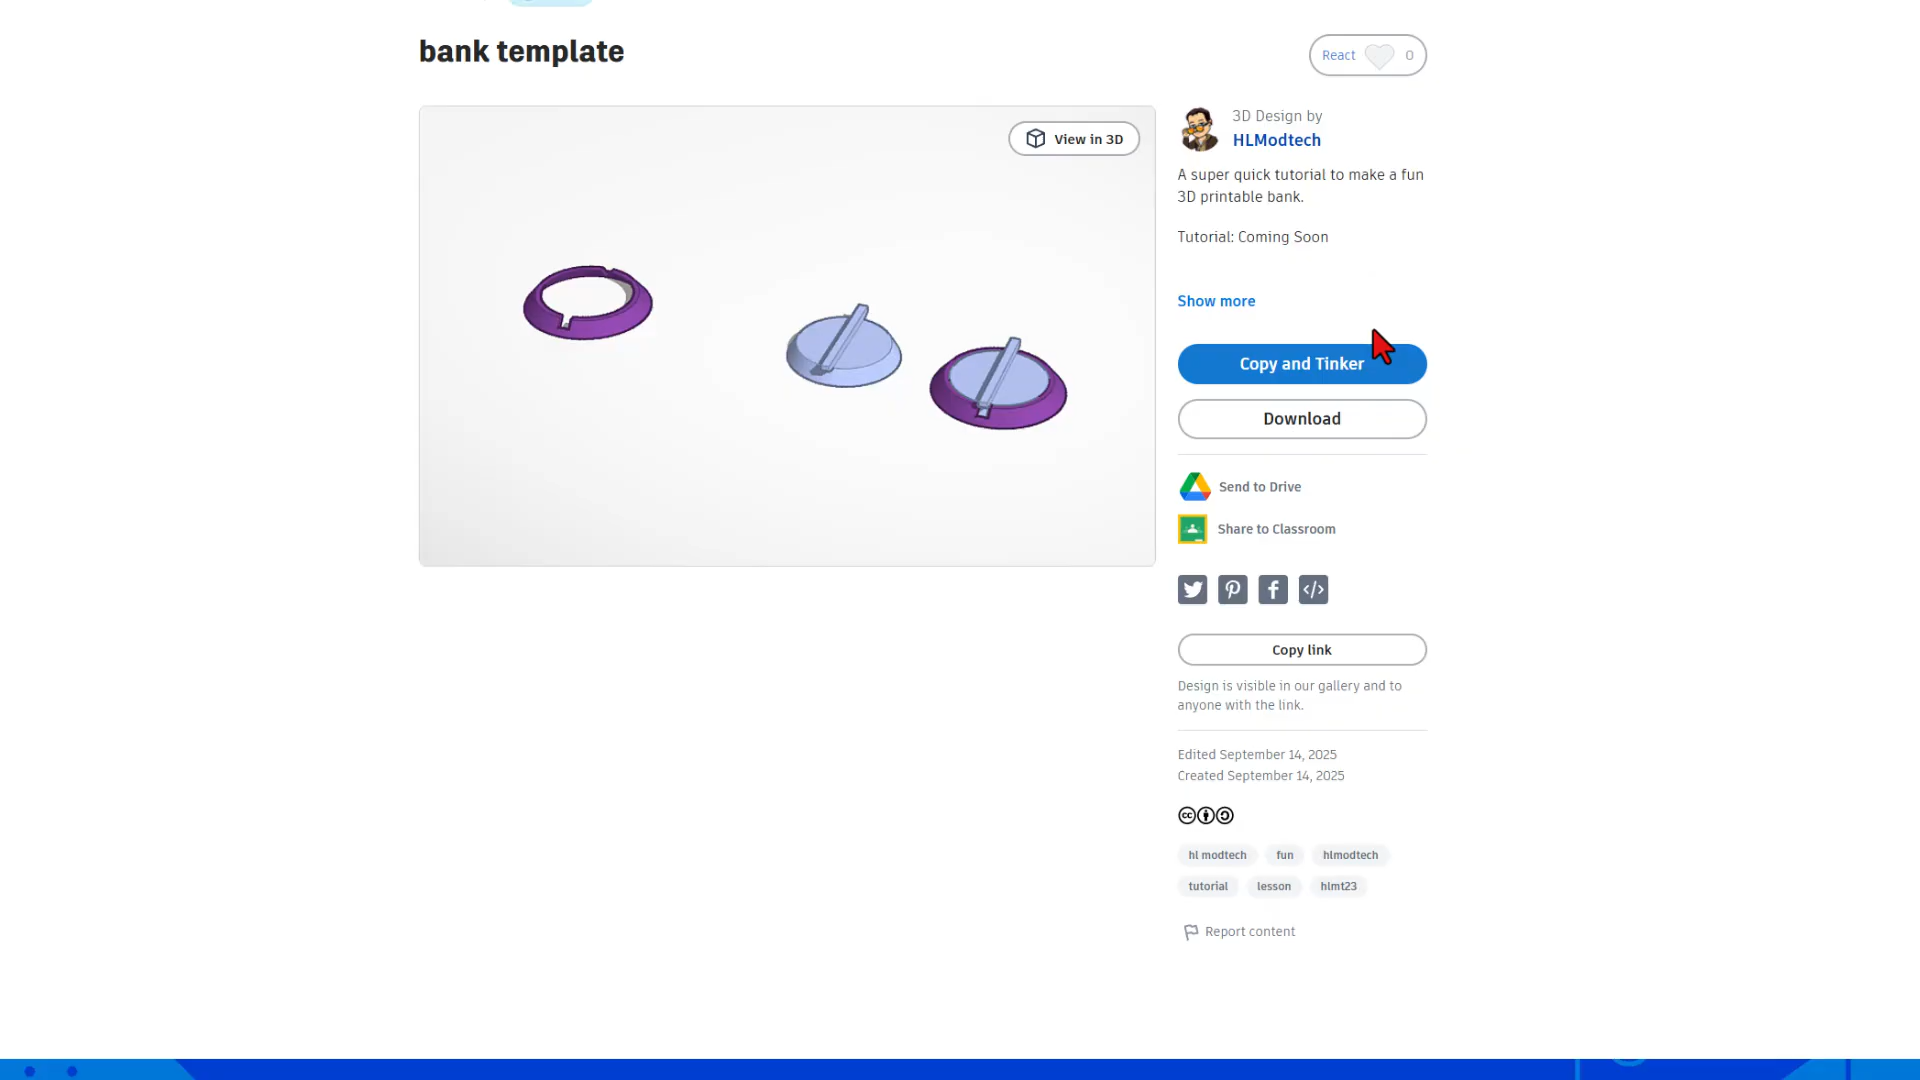 bank template
React 0
View in 3D
3D Design by
HLModtech
A super quick tutorial to make a fun
3D printable bank.
Tutorial: Coming Soon
Show more
Copy and Tinker
Download
Send to Drive
Share to Classroom
Copy link
Design is visible in our gallery and to
anyone with the link.
Edited September 14, 2025
Created September 14, 2025
hl modtech fun hlmodtech
tutorial lesson hlmt23
Report content